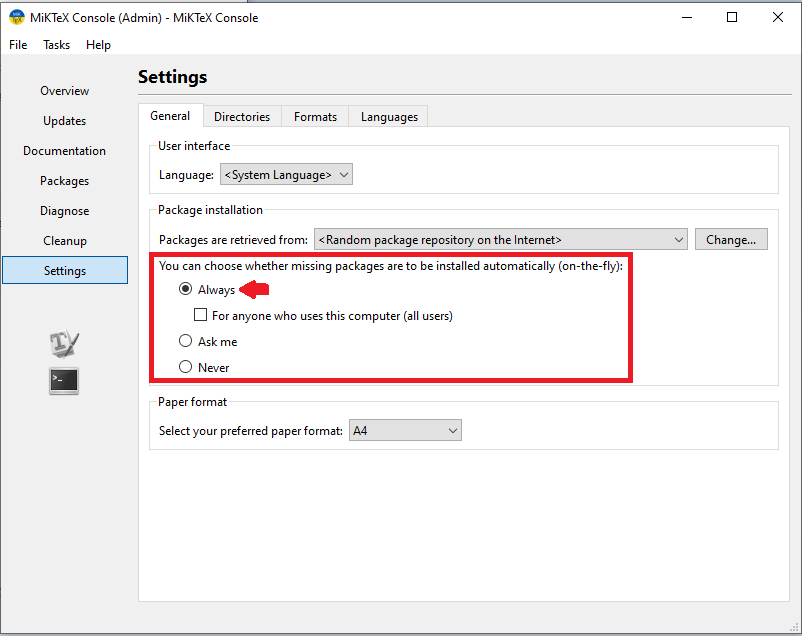 MiKTeX Console (Admin) - MiKTeX Console
File Tasks Help
Settings
Overview
Updates
Documentation
Packages
Diagnose
Cleanup
Settings
General Directories Formats Languages
User interface
Language: <System Language>
Package installation
Packages are retrieved from: <Random package repository on the Internet> Change...
You can choose whether missing packages are to be installed automatically (on-the-fly):
Always
For anyone who uses this computer (all users)
Ask me
Never
Paper format
Select your preferred paper format: A4